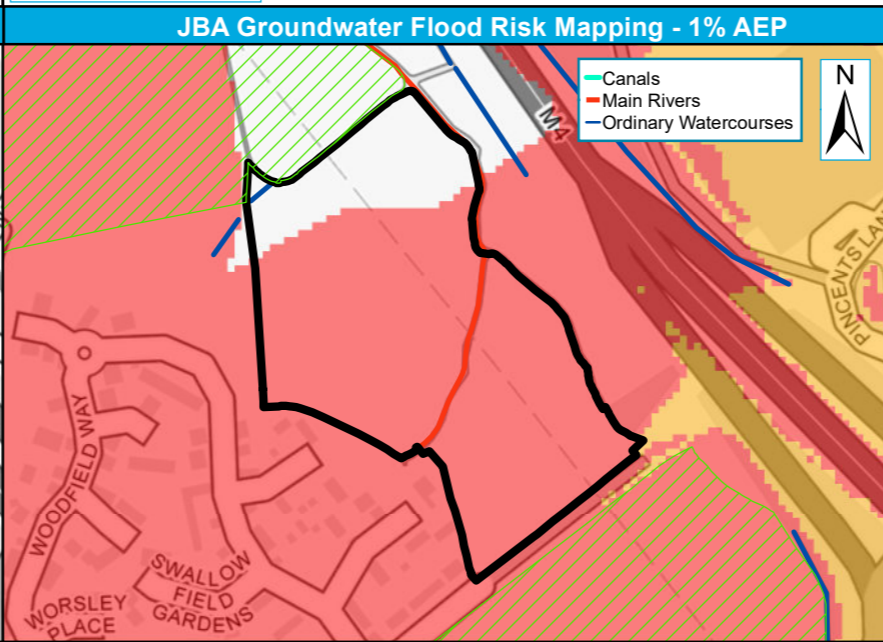 JBA Groundwater Flood Risk Mapping - 1% AEP
Canals
Main Rivers
Ordinary Watercourses
N
M4
PINCENTS LAN
WOODFIELD WAY
SWALLOW
FIELD
GARDENS
WORSLEY
PLACE